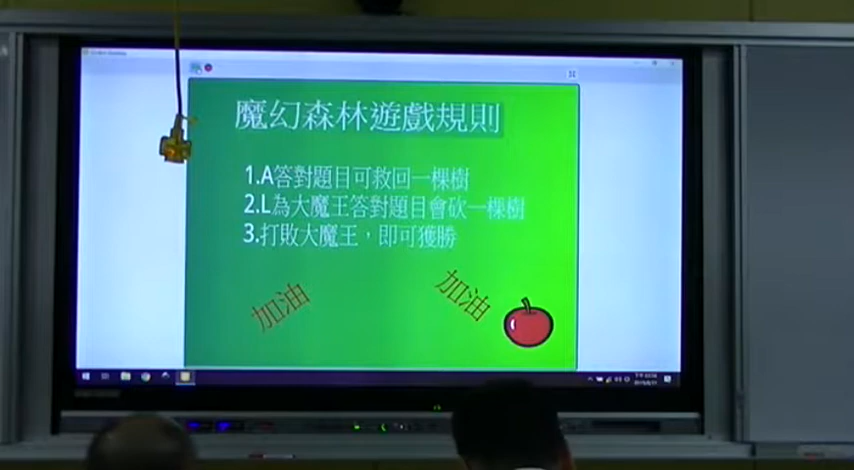 魔幻森林遊戲規則
1.A答對題目可救回一棵樹
2.L為大魔王答對題目會砍一棵樹
3.打敗大魔王，即可獲勝
加油
加油